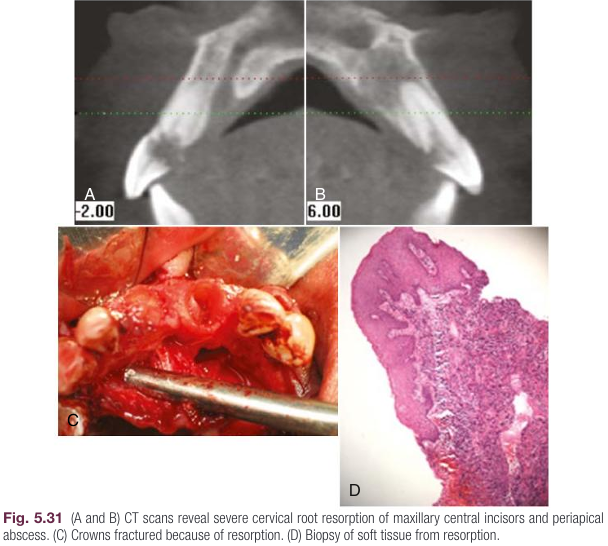 A
-2.00
B
6.00
C
D
Fig. 5.31 (A and B) CT scans reveal severe cervical root resorption of maxillary central incisors and periapical
abscess. (C) Crowns fractured because of resorption. (D) Biopsy of soft tissue from resorption.